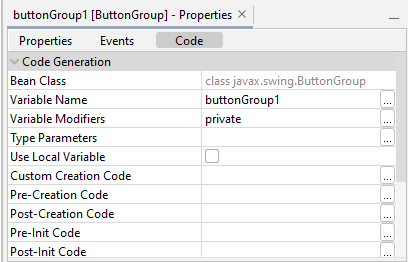 buttonGroup1 [ButtonGroup] - Properties ×
Properties Events Code
Code Generation
Bean Class class javax.swing.ButtonGroup
Variable Name buttonGroup1 ...
Variable Modifiers private ...
Type Parameters ...
Use Local Variable
Custom Creation Code ...
Pre-Creation Code ...
Post-Creation Code ...
Pre-Init Code ...
Post-Init Code ...